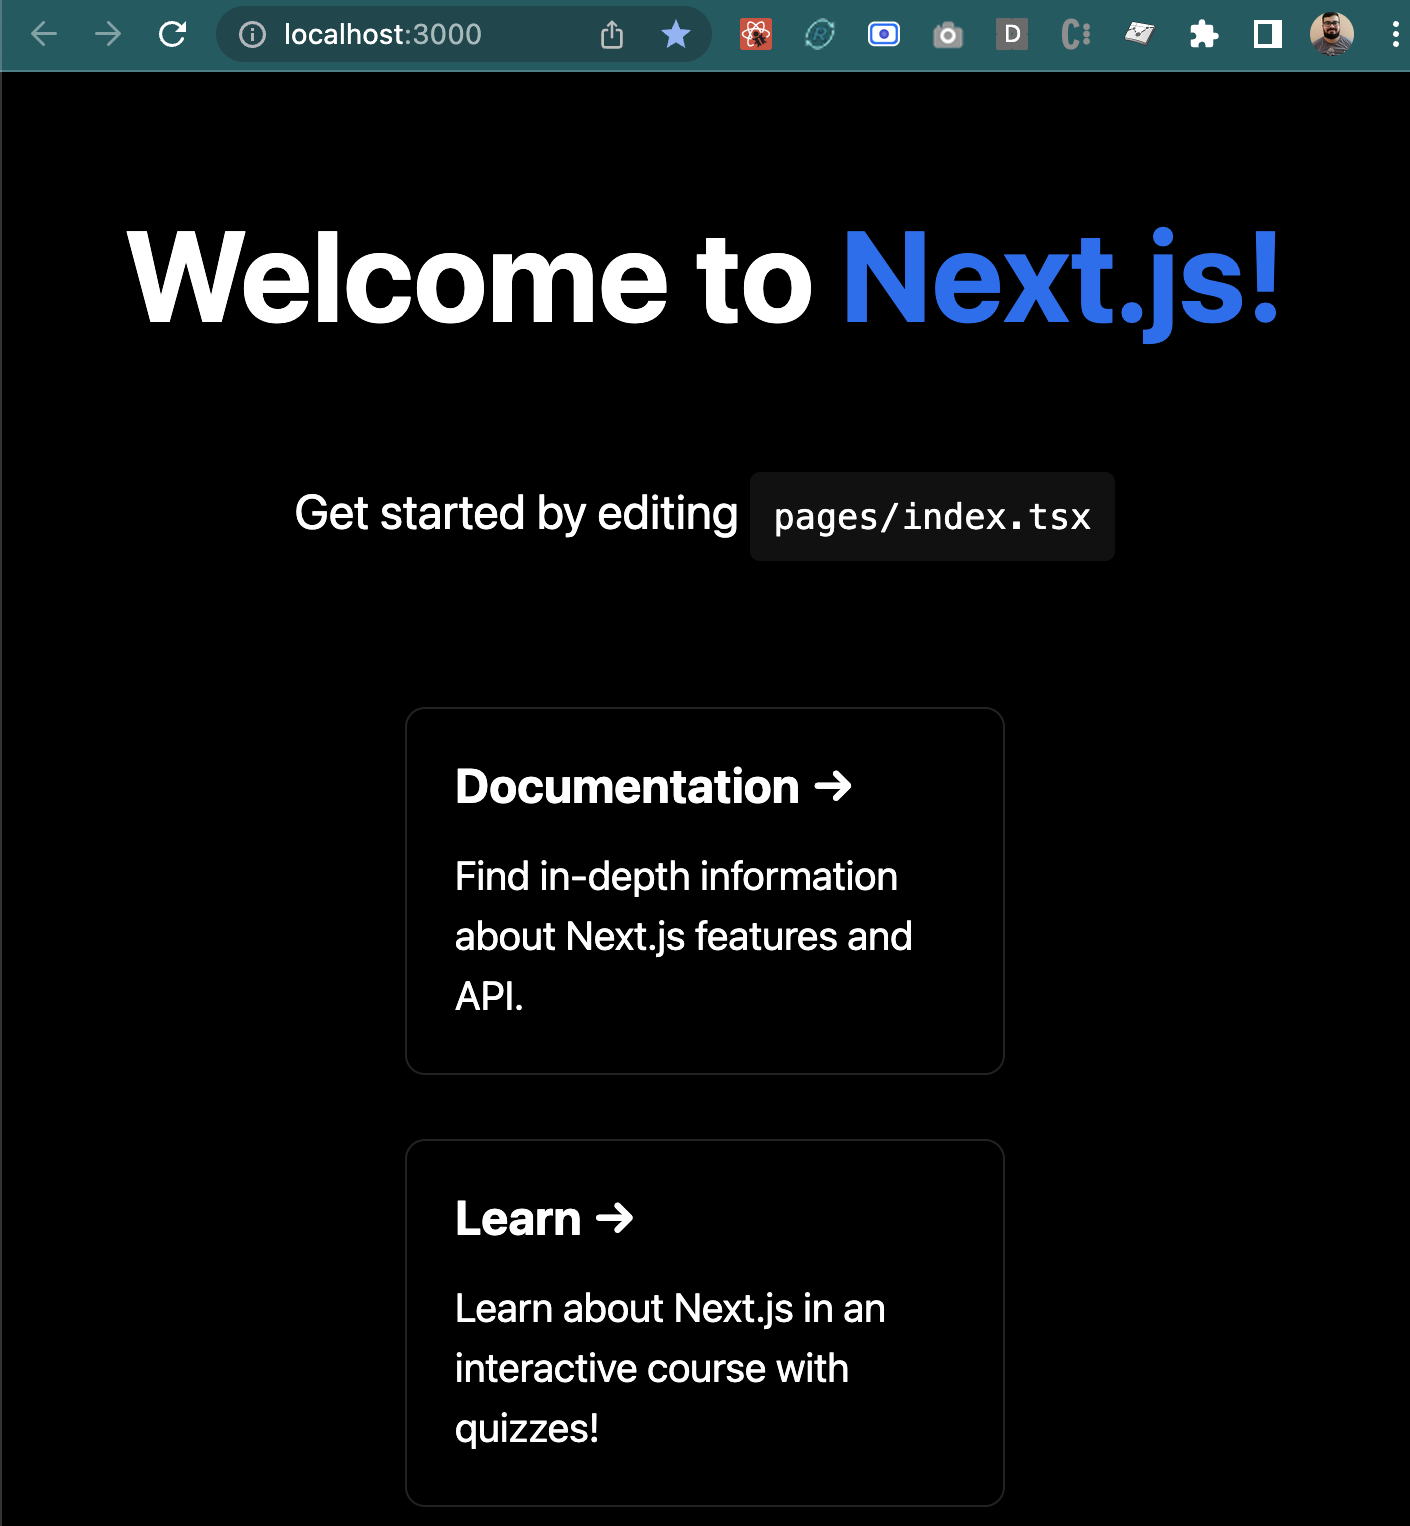 localhost:3000
D
Welcome to Next.js!
Get started by editing pages/index.tsx
Documentation →
Find in-depth information
about Next.js features and
API.
Learn →
Learn about Next.js in an
interactive course with
quizzes!